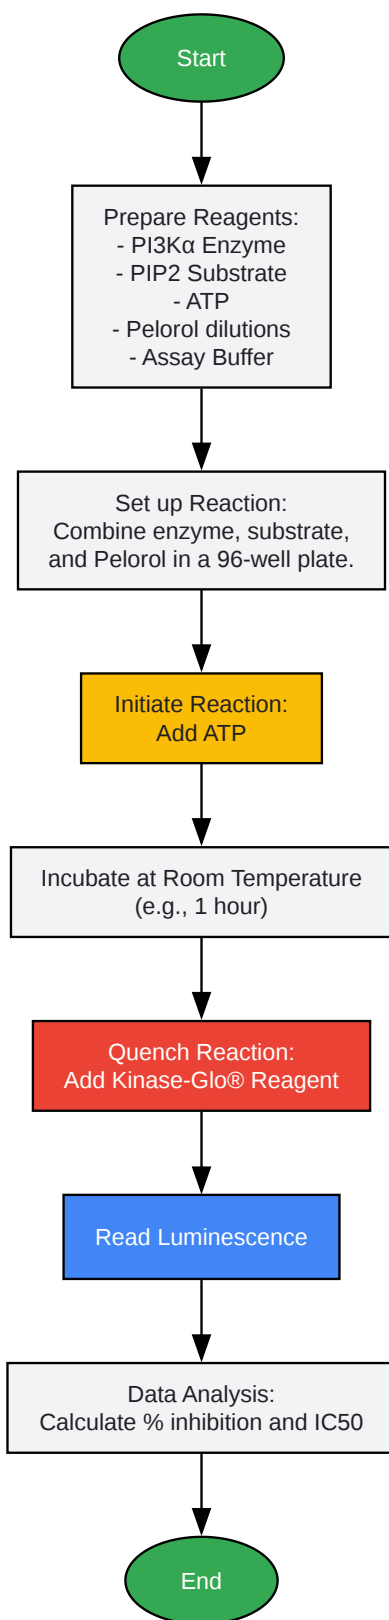 Start
Prepare Reagents:
- PI3Kα Enzyme
- PIP2 Substrate
- ATP
- Pelorol dilutions
- Assay Buffer
Set up Reaction:
Combine enzyme, substrate,
and Pelorol in a 96-well plate.
Initiate Reaction:
Add ATP
Incubate at Room Temperature
(e.g., 1 hour)
Quench Reaction:
Add Kinase-Glo® Reagent
Read Luminescence
Data Analysis:
Calculate % inhibition and IC50
End